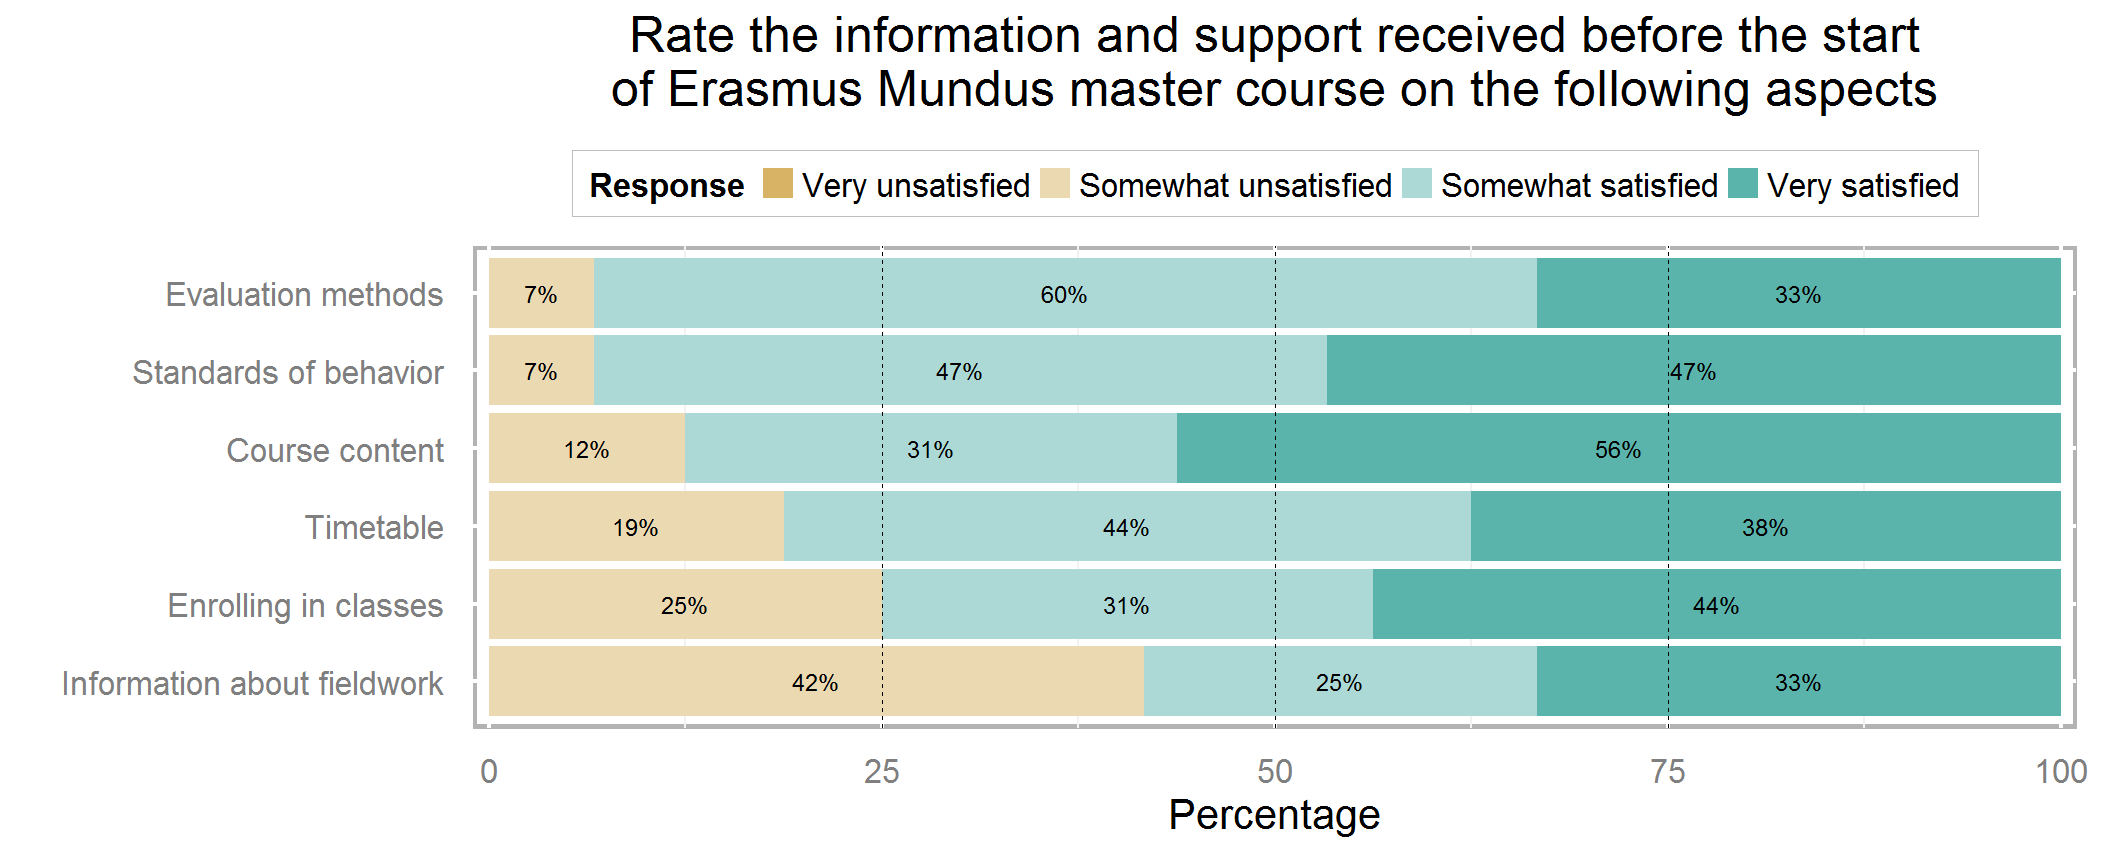 Rate the information and support received before the start
of Erasmus Mundus master course on the following aspects
Response Very unsatisfied Somewhat unsatisfied Somewhat satisfied Very satisfied
Evaluation methods 7% 60% 33%
Standards of behavior 7% 47% 47%
Course content 12% 31% 56%
Timetable 19% 44% 38%
Enrolling in classes 25% 31% 44%
Information about fieldwork 42% 25% 33%
0 25 50 75 100
Percentage